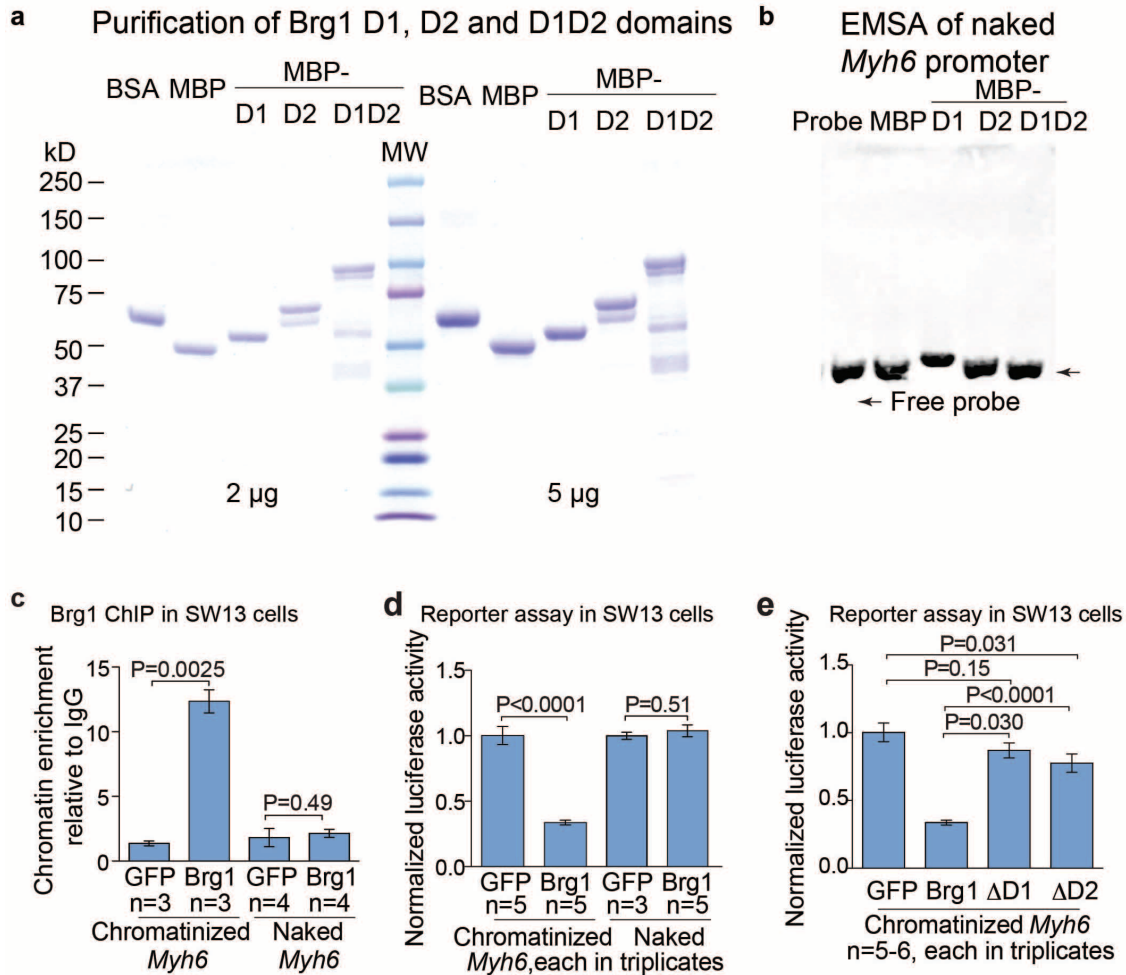 a
Purification of Brg1 D1, D2 and D1D2 domains
BSA MBP MBP- D1 D2 D1D2 BSA MBP MBP- D1 D2 D1D2
kD MW
250
150
100
75
50
37
25
20
15
10
2 µg 5 µg
b
EMSA of naked
Myh6 promoter
MBP-
Probe MBP D1 D2 D1D2
← Free probe
c
Brg1 ChIP in SW13 cells
Chromatin enrichment
relative to IgG
15
10
5
0
P=0.0025
P=0.49
GFP Brg1 GFP Brg1
n=3 n=3 n=4 n=4
Chromatinized Naked
Myh6 Myh6
d
Reporter assay in SW13 cells
Normalized luciferase activity
1.5
1.0
0.5
0.0
P<0.0001
P=0.51
GFP Brg1 GFP Brg1
n=5 n=5 n=3 n=5
Chromatinized Naked
Myh6,each in triplicates
e
Reporter assay in SW13 cells
Normalized luciferase activity
1.5
1.0
0.5
0.0
P=0.031
P=0.15
P<0.0001
P=0.030
GFP Brg1 ΔD1 ΔD2
Chromatinized Myh6
n=5-6, each in triplicates